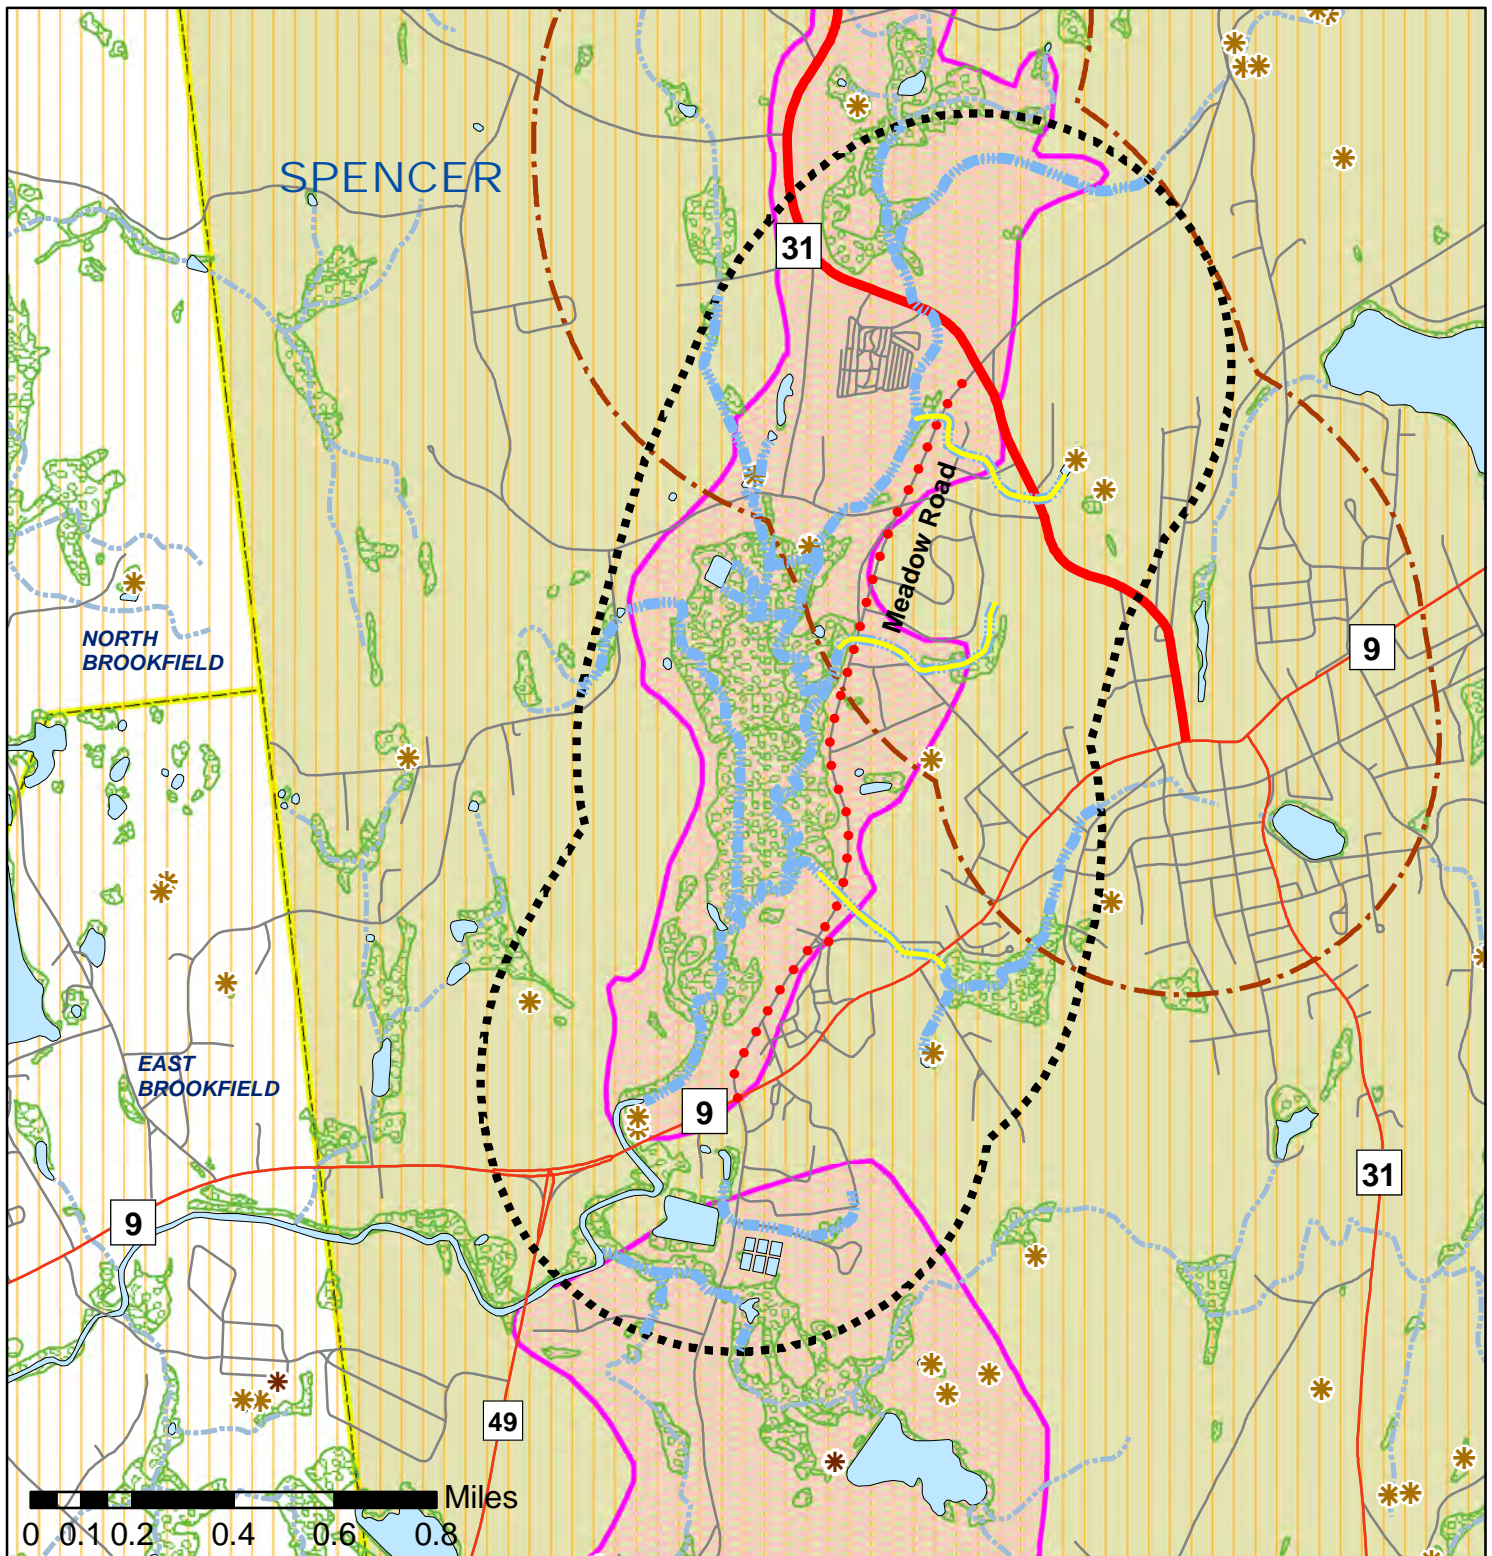 SPENCER
31
Meadow Road
NORTH
BROOKFIELD
9
EAST
BROOKFIELD
9
31
9
49
Miles
0 0.1 0.2 0.4 0.6 0.8